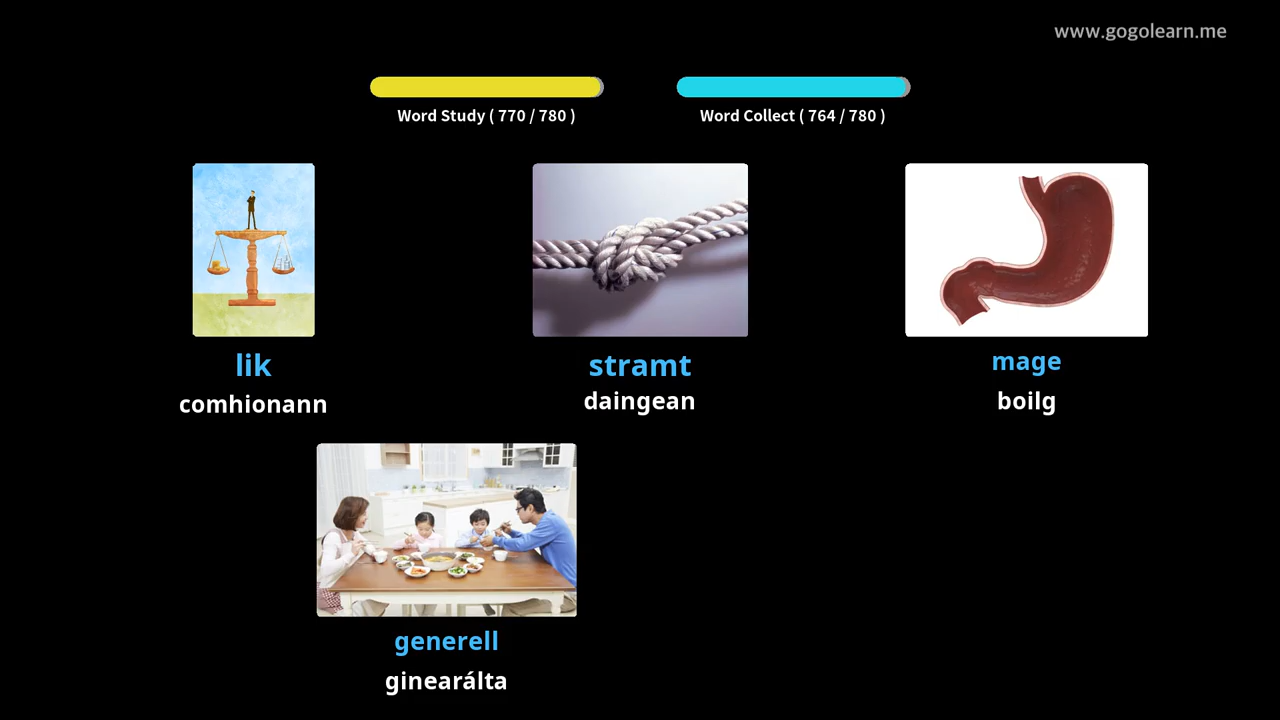 www.gogolearn.me
Word Study ( 770 / 780 )
Word Collect ( 764 / 780 )
lik
comhionann
stramt
daingean
mage
boilg
generell
ginearálta